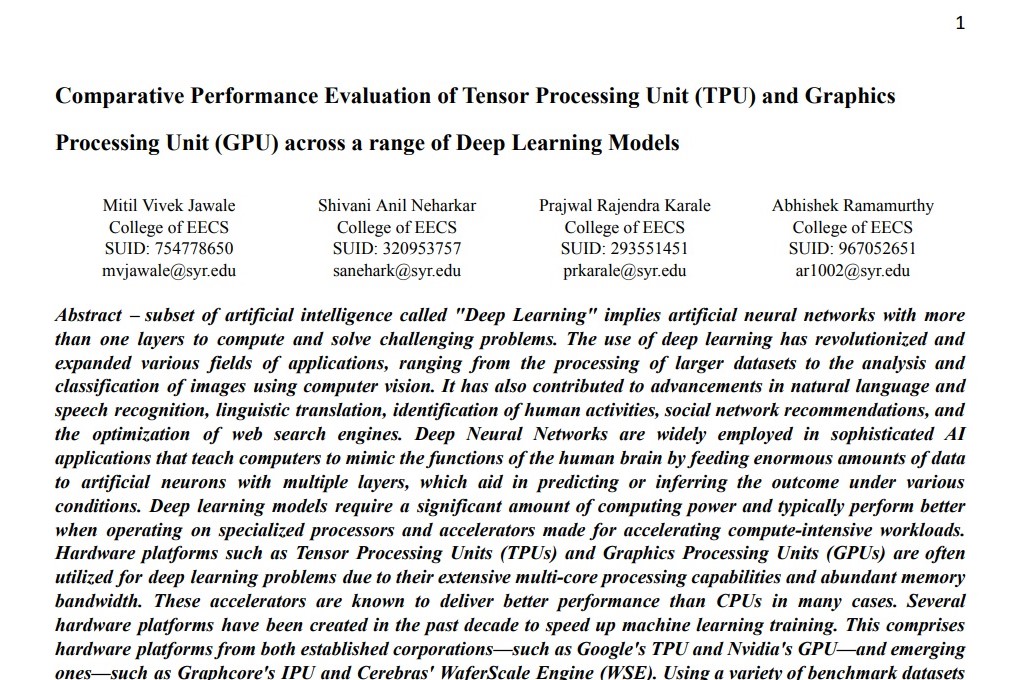 1
Comparative Performance Evaluation of Tensor Processing Unit (TPU) and Graphics
Processing Unit (GPU) across a range of Deep Learning Models
Mitil Vivek Jawale Shivani Anil Neharkar Prajwal Rajendra Karale Abhishek Ramamurthy
College of EECS College of EECS College of EECS College of EECS
SUID: 754778650 SUID: 320953757 SUID: 293551451 SUID: 967052651
mvjawale@syr.edu sanehark@syr.edu prkarale@syr.edu ar1002@syr.edu
Abstract – subset of artificial intelligence called "Deep Learning" implies artificial neural networks with more
than one layers to compute and solve challenging problems. The use of deep learning has revolutionized and
expanded various fields of applications, ranging from the processing of larger datasets to the analysis and
classification of images using computer vision. It has also contributed to advancements in natural language and
speech recognition, linguistic translation, identification of human activities, social network recommendations, and
the optimization of web search engines. Deep Neural Networks are widely employed in sophisticated AI
applications that teach computers to mimic the functions of the human brain by feeding enormous amounts of data
to artificial neurons with multiple layers, which aid in predicting or inferring the outcome under various
conditions. Deep learning models require a significant amount of computing power and typically perform better
when operating on specialized processors and accelerators made for accelerating compute-intensive workloads.
Hardware platforms such as Tensor Processing Units (TPUs) and Graphics Processing Units (GPUs) are often
utilized for deep learning problems due to their extensive multi-core processing capabilities and abundant memory
bandwidth. These accelerators are known to deliver better performance than CPUs in many cases. Several
hardware platforms have been created in the past decade to speed up machine learning training. This comprises
hardware platforms from both established corporations—such as Google's TPU and Nvidia's GPU—and emerging
ones—such as Graphcore's IPU and Cerebras' WaferScale Engine (WSE). Using a variety of benchmark datasets